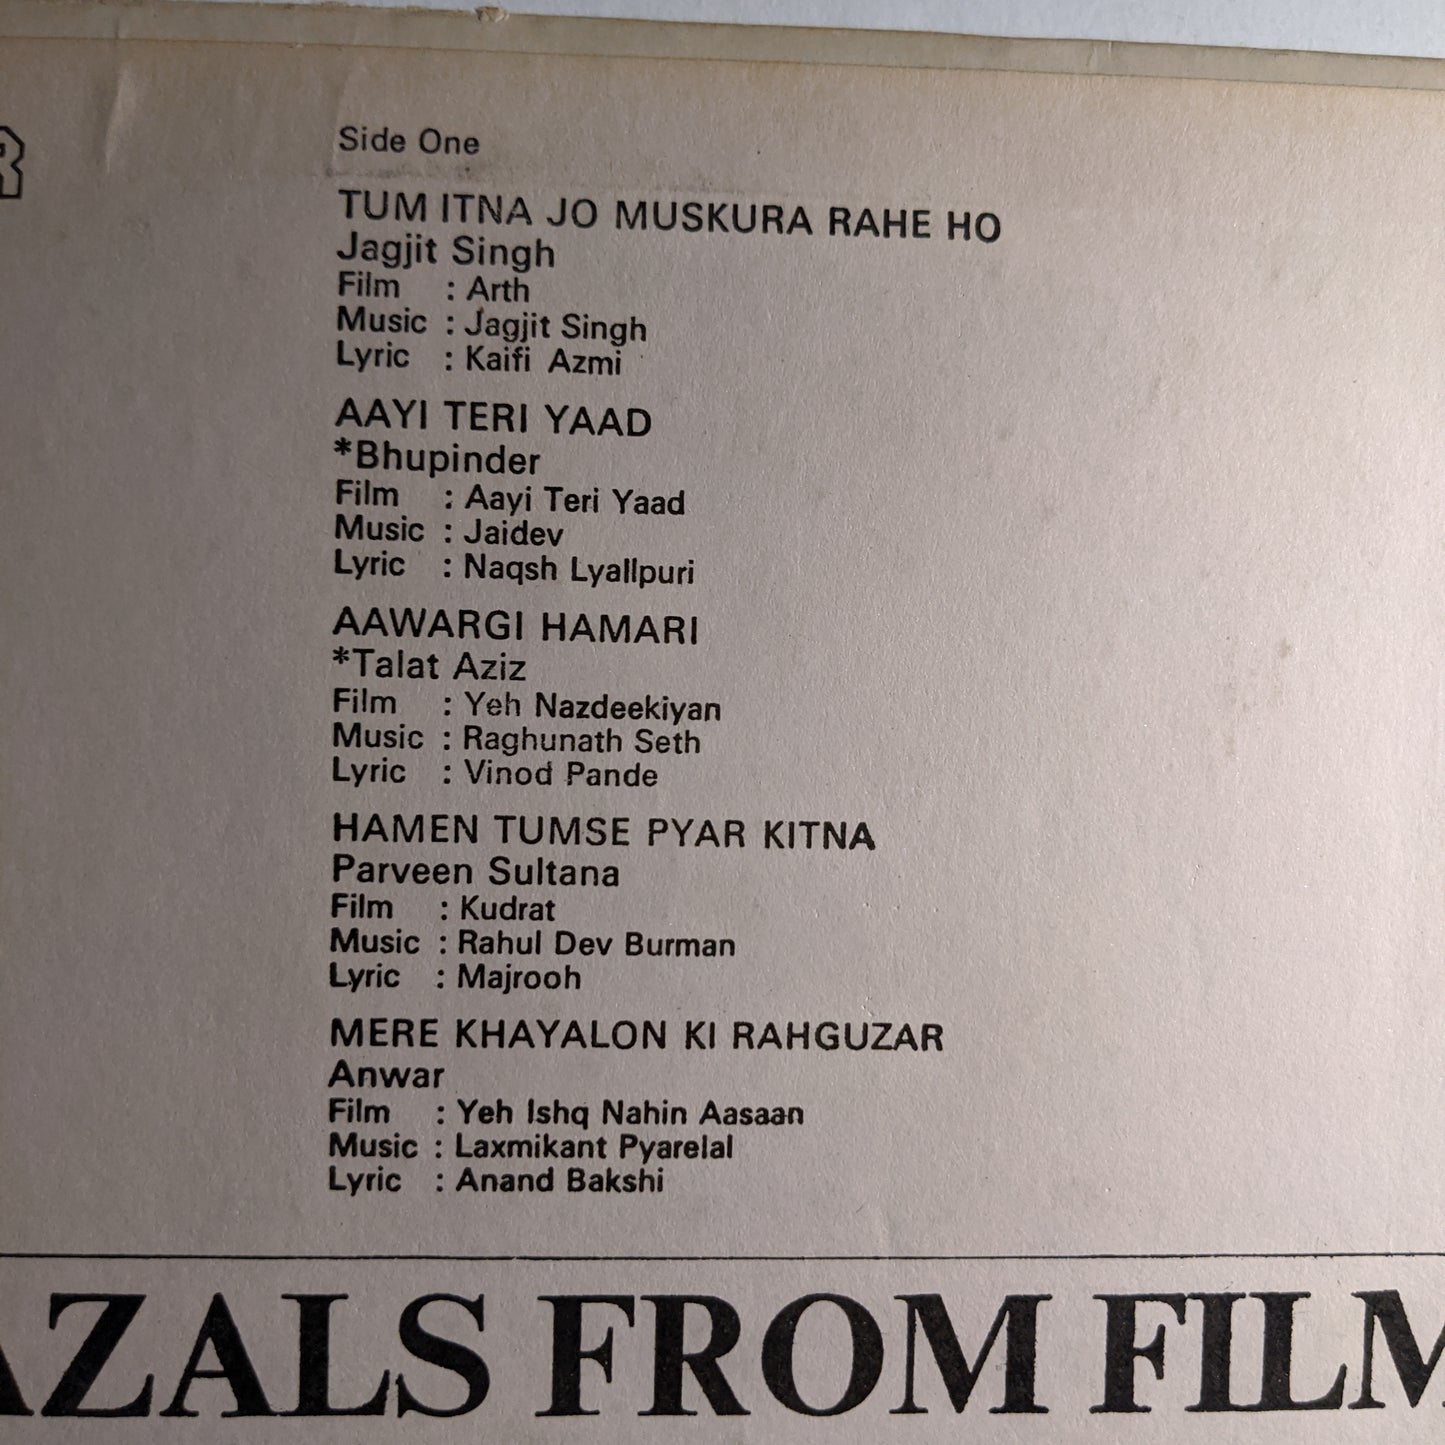 Side One
TUM ITNA JO MUSKURA RAHE HO
Jagjit Singh
Film : Arth
Music : Jagjit Singh
Lyric : Kaifi Azmi
AAYI TERI YAAD
*Bhupinder
Film : Aayi Teri Yaad
Music : Jaidev
Lyric : Naqsh Lyallpuri
AAWARGI HAMARI
*Talat Aziz
Film : Yeh Nazdeekiyan
Music : Raghunath Seth
Lyric : Vinod Pande
HAMEN TUMSE PYAR KITNA
Parveen Sultana
Film : Kudrat
Music : Rahul Dev Burman
Lyric : Majrooh
MERE KHAYALON KI RAHGUZAR
Anwar
Film : Yeh Ishq Nahin Aasaan
Music : Laxmikant Pyarelal
Lyric : Anand Bakshi
AZALS FROM FILM